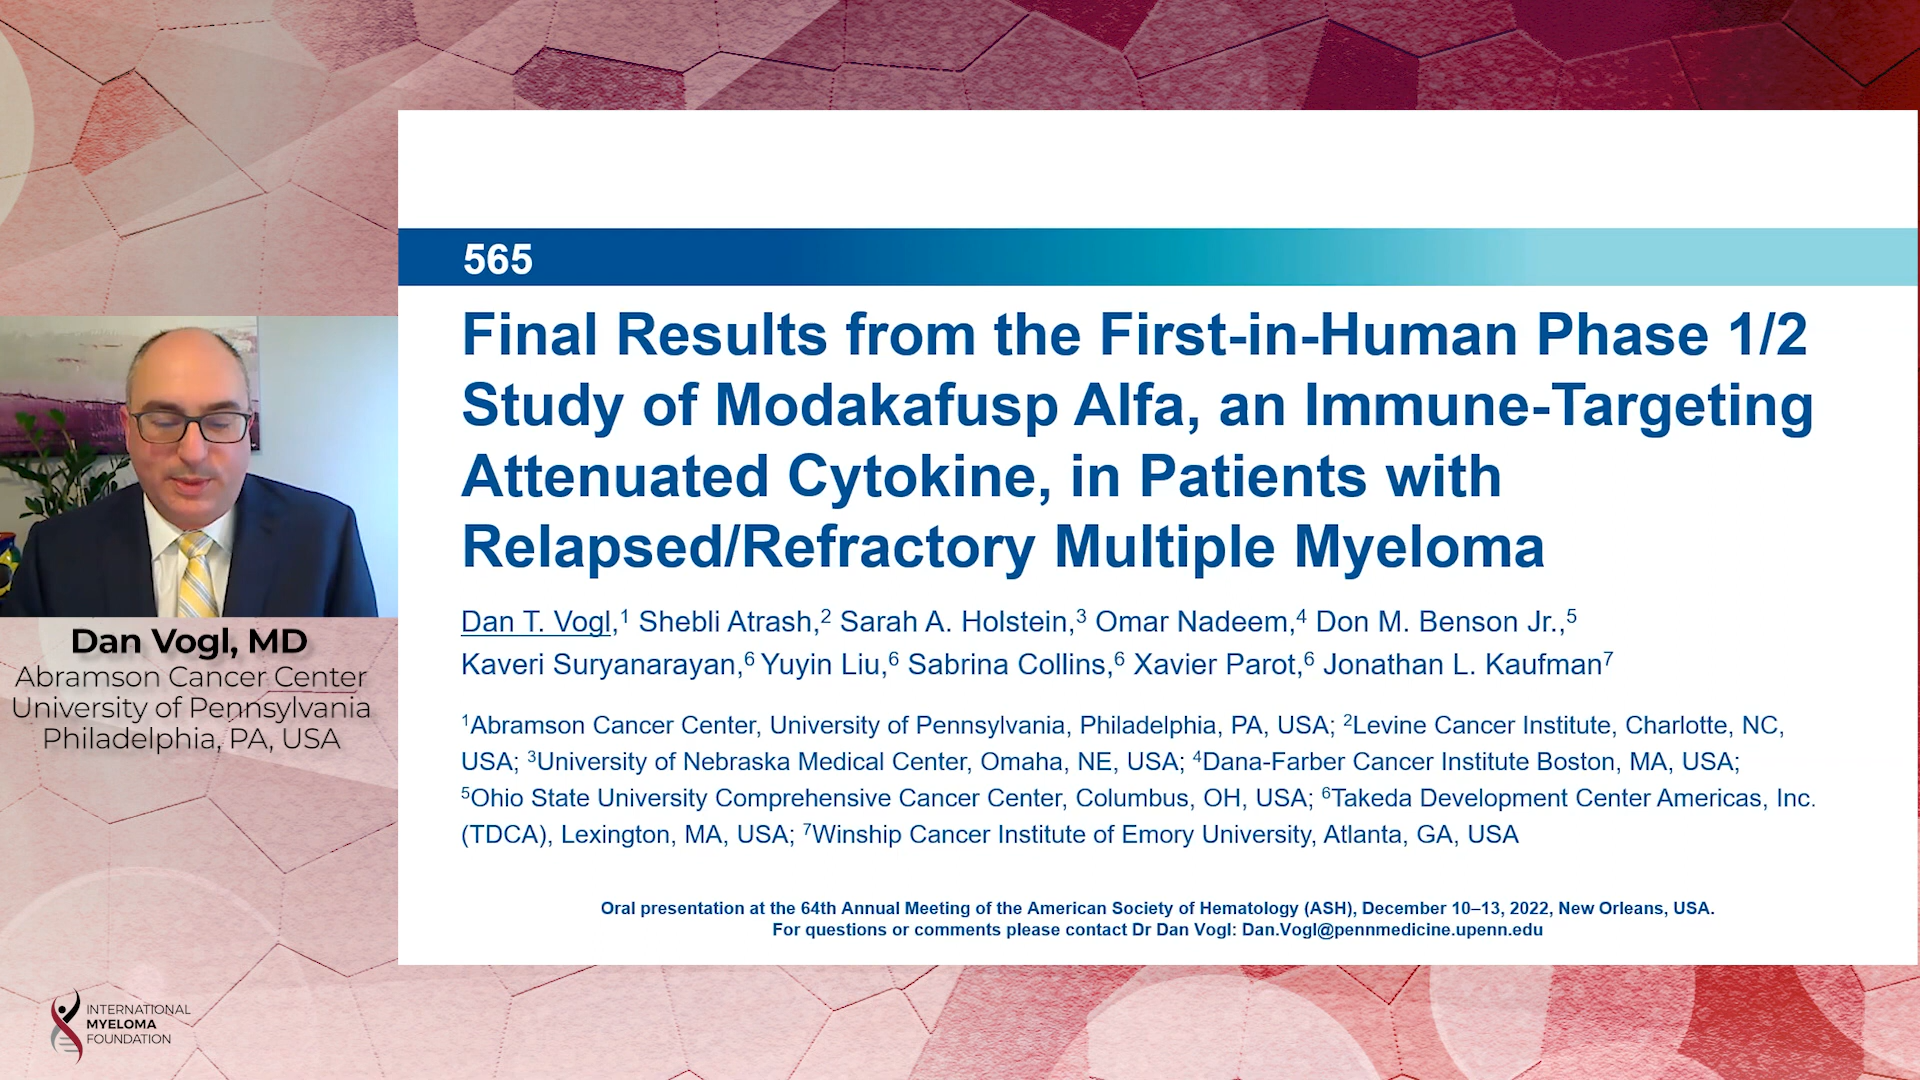 565
Final Results from the First-in-Human Phase 1/2
Study of Modakafusp Alfa, an Immune-Targeting
Attenuated Cytokine, in Patients with
Relapsed/Refractory Multiple Myeloma
Dan T. Vogl,¹ Shebli Atrash,² Sarah A. Holstein,³ Omar Nadeem,⁴ Don M. Benson Jr.,⁵
Kaveri Suryanarayan,⁶ Yuyin Liu,⁶ Sabrina Collins,⁶ Xavier Parot,⁶ Jonathan L. Kaufman⁷
¹Abramson Cancer Center, University of Pennsylvania, Philadelphia, PA, USA; ²Levine Cancer Institute, Charlotte, NC,
USA; ³University of Nebraska Medical Center, Omaha, NE, USA; ⁴Dana-Farber Cancer Institute Boston, MA, USA;
⁵Ohio State University Comprehensive Cancer Center, Columbus, OH, USA; ⁶Takeda Development Center Americas, Inc.
(TDCA), Lexington, MA, USA; ⁷Winship Cancer Institute of Emory University, Atlanta, GA, USA
Oral presentation at the 64th Annual Meeting of the American Society of Hematology (ASH), December 10–13, 2022, New Orleans, USA.
For questions or comments please contact Dr Dan Vogl: Dan.Vogl@pennmedicine.upenn.edu
Dan Vogl, MD
Abramson Cancer Center
University of Pennsylvania
Philadelphia, PA, USA
INTERNATIONAL
MYELOMA
FOUNDATION